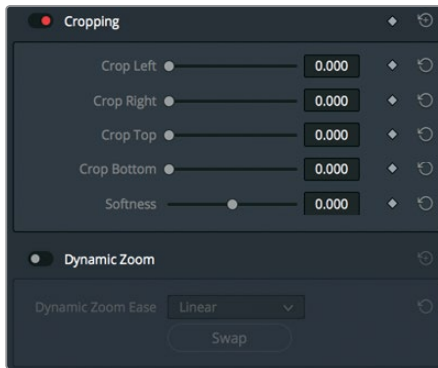 Cropping
Crop Left 0.000
Crop Right 0.000
Crop Top 0.000
Crop Bottom 0.000
Softness 0.000
Dynamic Zoom
Dynamic Zoom Ease Linear
Swap